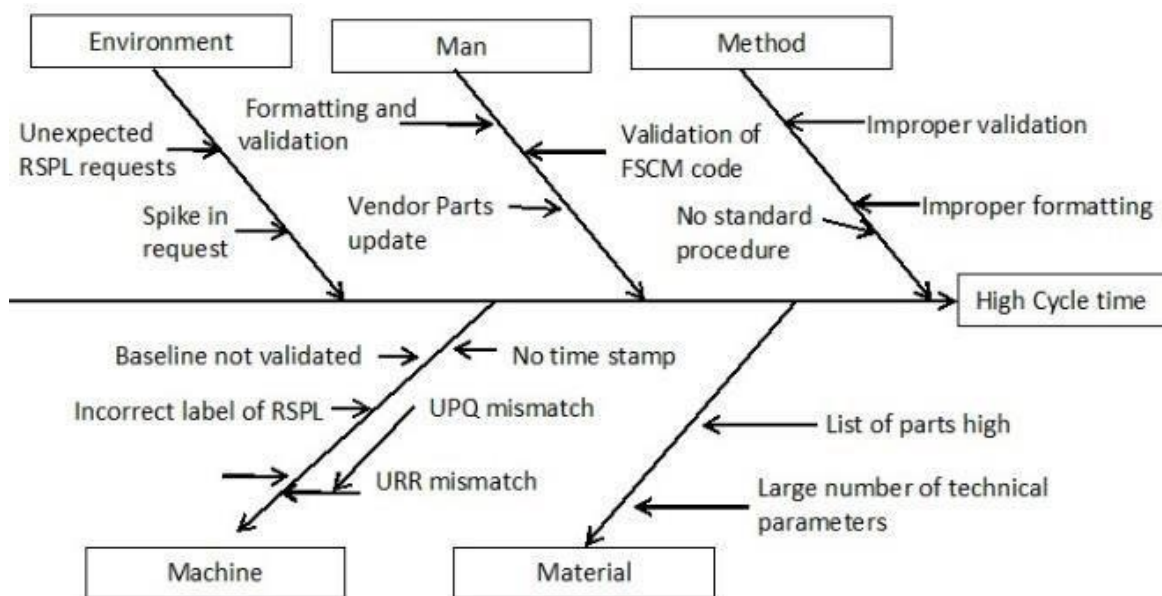 Environment
Man
Method
Formatting and
validation
Improper validation
Unexpected
RSPL requests
Validation of
FSCM code
Vendor Parts
update
Spike in
request
No standard
procedure
Improper formatting
High Cycle time
Baseline not validated
No time stamp
Incorrect label of RSPL
UPQ mismatch
List of parts high
URR mismatch
Large number of technical
parameters
Machine
Material